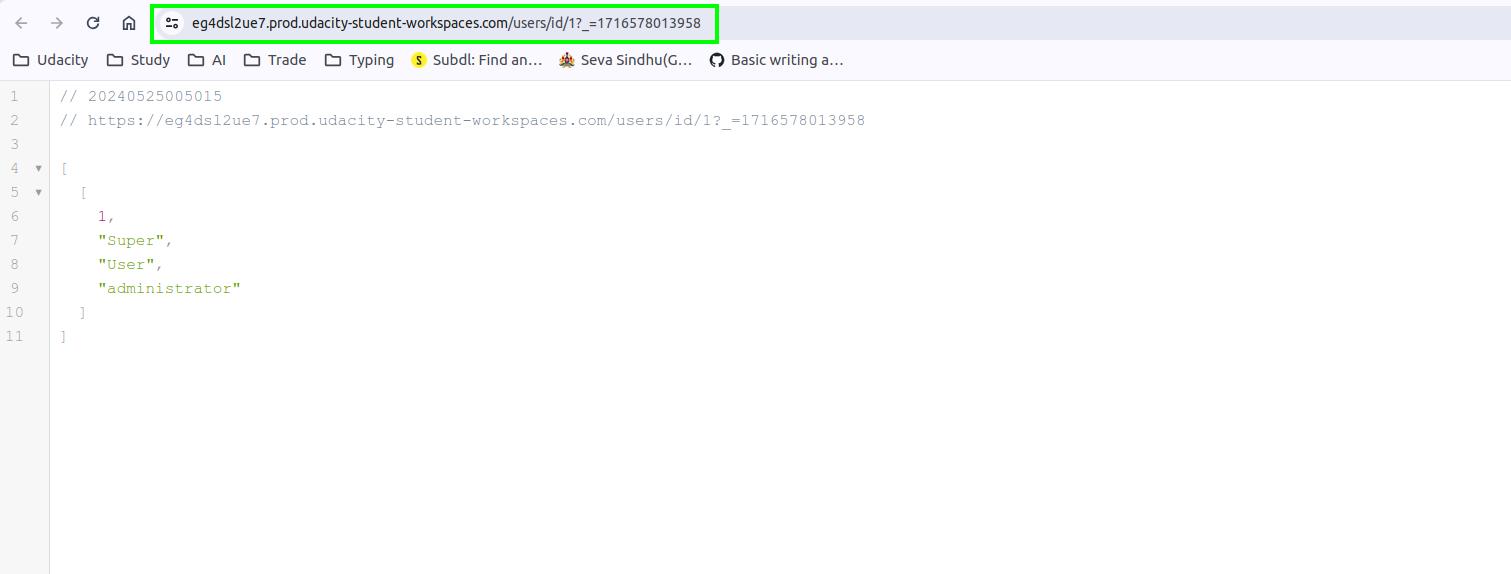 eg4dsl2ue7.prod.udacity-student-workspaces.com/users/id/1?_=1716578013958
Udacity Study AI Trade Typing S Subdl: Find an... Seva Sindhu(G... Basic writing a...
1 // 20240525005015
2 // https://eg4dsl2ue7.prod.udacity-student-workspaces.com/users/id/1?_=1716578013958
3
4 [
5 [
6 1,
7 "Super",
8 "User",
9 "administrator"
10 ]
11 ]